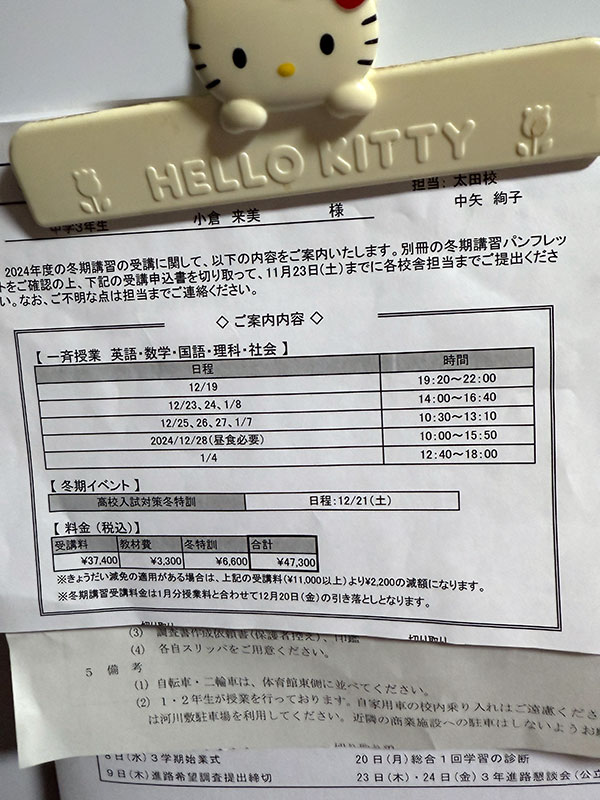 HELLO KITTY
担当: 太田校
中学3年生 小倉 来美 様 中矢 絢子
2024年度の冬期講習の受講に関して、以下の内容をご案内いたします。別冊の冬期講習パンフレッ
トをご確認の上、下記の受講申込書を切り取って、11月23日(土)までに各校舎担当までご提出くださ
い。なお、ご不明な点は担当までご連絡ください。
◇ ご案内内容 ◇
【 一斉授業 英語・数学・国語・理科・社会 】
日程 時間
12/19 19:20～22:00
12/23、24、1/8 14:00～16:40
12/25、26、27、1/7 10:30～13:10
2024/12/28(昼食必要) 10:00～15:50
1/4 12:40～18:00
【 冬期イベント 】
高校入試対策冬特訓 日程:12/21(土)
【 料金 (税込) 】
受講料 教材費 冬特訓 合計
¥37,400 ¥3,300 ¥6,600 ¥47,300
※きょうだい減免の適用がある場合は、上記の受講料(¥11,000以上)より¥2,200の減額になります。
※冬期講習受講料金は1月分授業料と合わせて12月20日(金)の引き落としとなります。
(3) 調査書作成依頼書(保護者控え)、印鑑
(4) 各自スリッパをご用意ください。
5 備 考
(1) 自転車・二輪車は、体育館東側に並べてください。
(2) 1・2年生が授業を行っております。自家用車の校内乗り入れはご遠慮くださ
は河川敷駐車場を利用してください。近隣の商業施設への駐車はしないようお
8日(水)3学期始業式 20日(月)総合1回学習の診断
9日(木)進路希望調査提出締切 23日(木)・24日(金)3年進路懇談会(公立